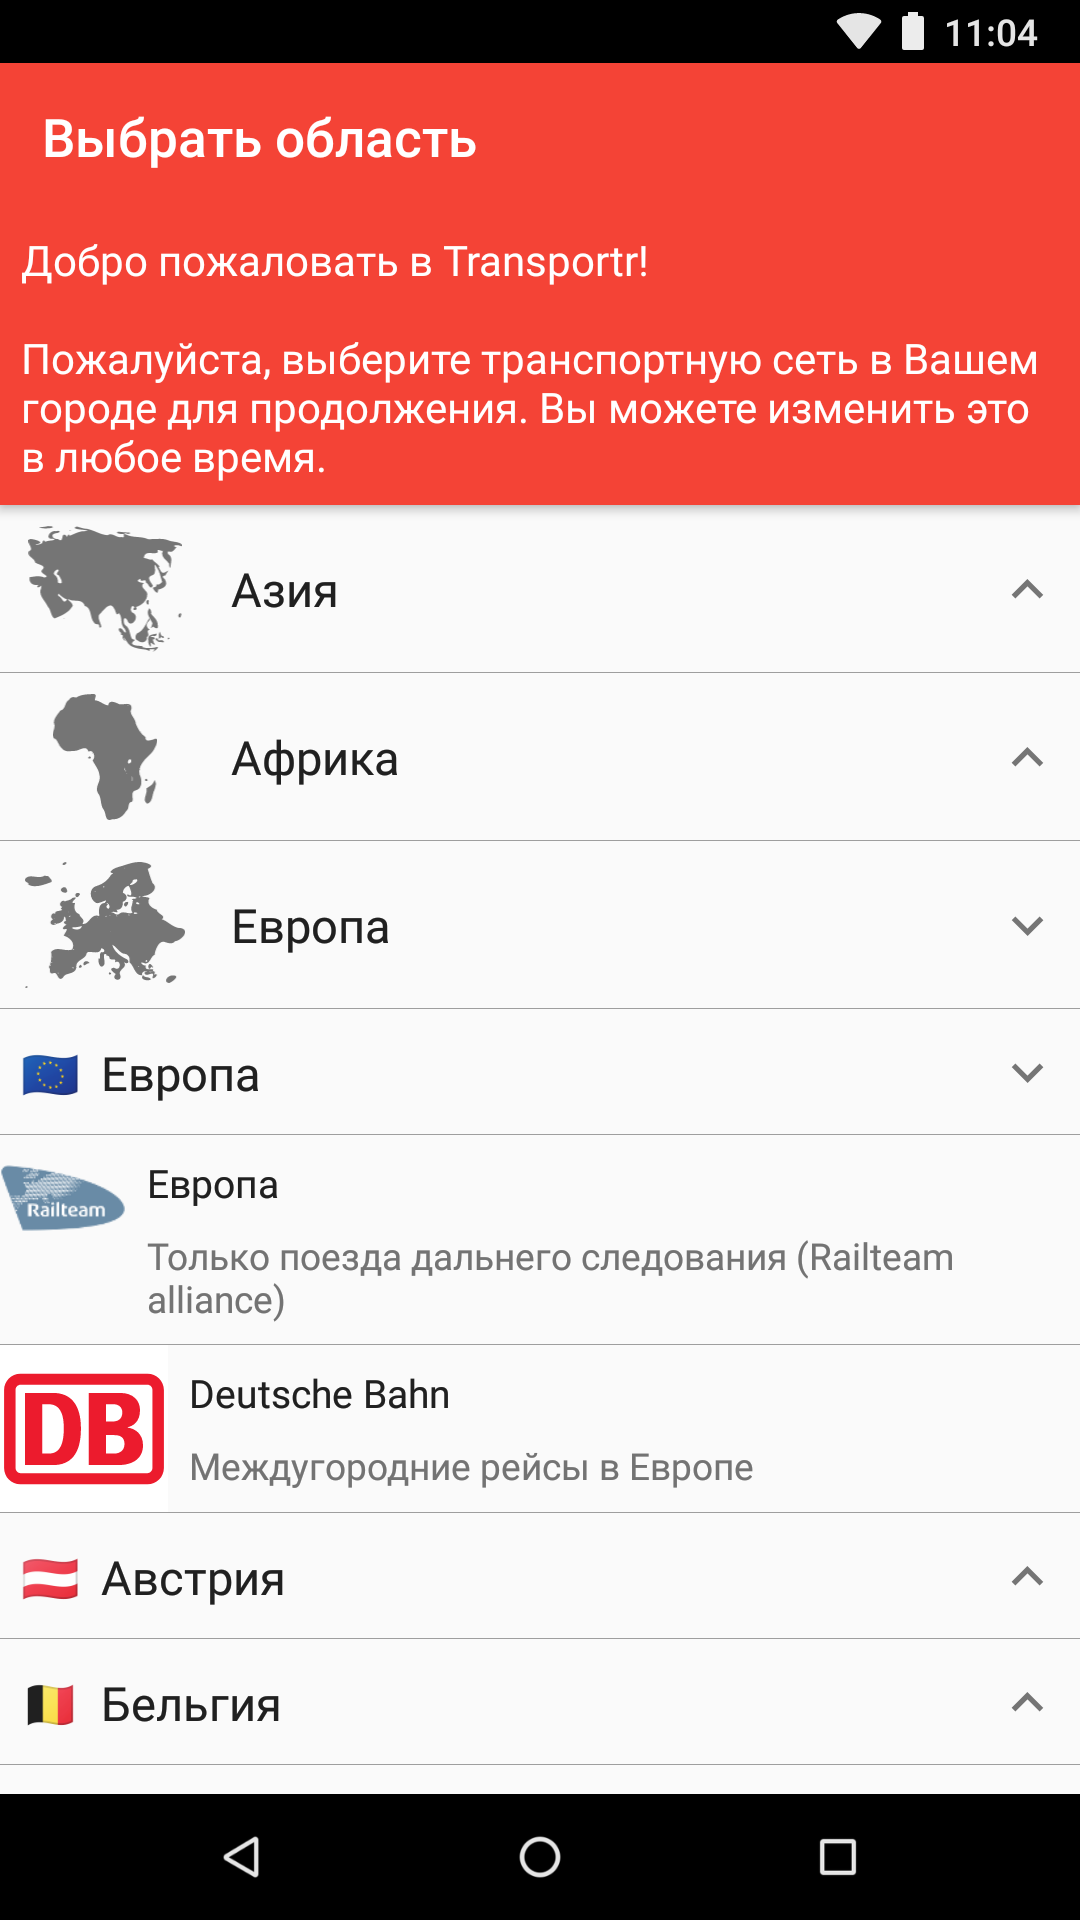 11:04
Выбрать область
Добро пожаловать в Transportr!
Пожалуйста, выберите транспортную сеть в Вашем
городе для продолжения. Вы можете изменить это
в любое время.
Азия
Африка
Европа
Европа
Railteam
Европа
Только поезда дальнего следования (Railteam
alliance)
DB
Deutsche Bahn
Междугородние рейсы в Европе
Австрия
Бельгия